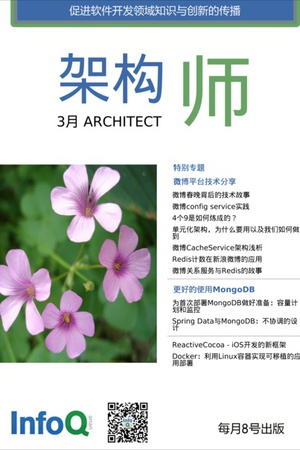 促进软件开发领域知识与创新的传播
架构师
3月 ARCHITECT
特别专题
微博平台技术分享
微博春晚背后的技术故事
微博config service实践
4个9是如何炼成的？
单元化架构，为什么要用以及我们如何做
到
微博CacheService架构浅析
Redis计数在新浪微博的应用
微博关系服务与Redis的故事
更好的使用MongoDB
为首次部署MongoDB做好准备：容量计
划和监控
Spring Data与MongoDB：不协调的设
计
ReactiveCocoa - iOS开发的新框架
Docker：利用Linux容器实现可移植的应
用部署
InfoQ
每月8号出版